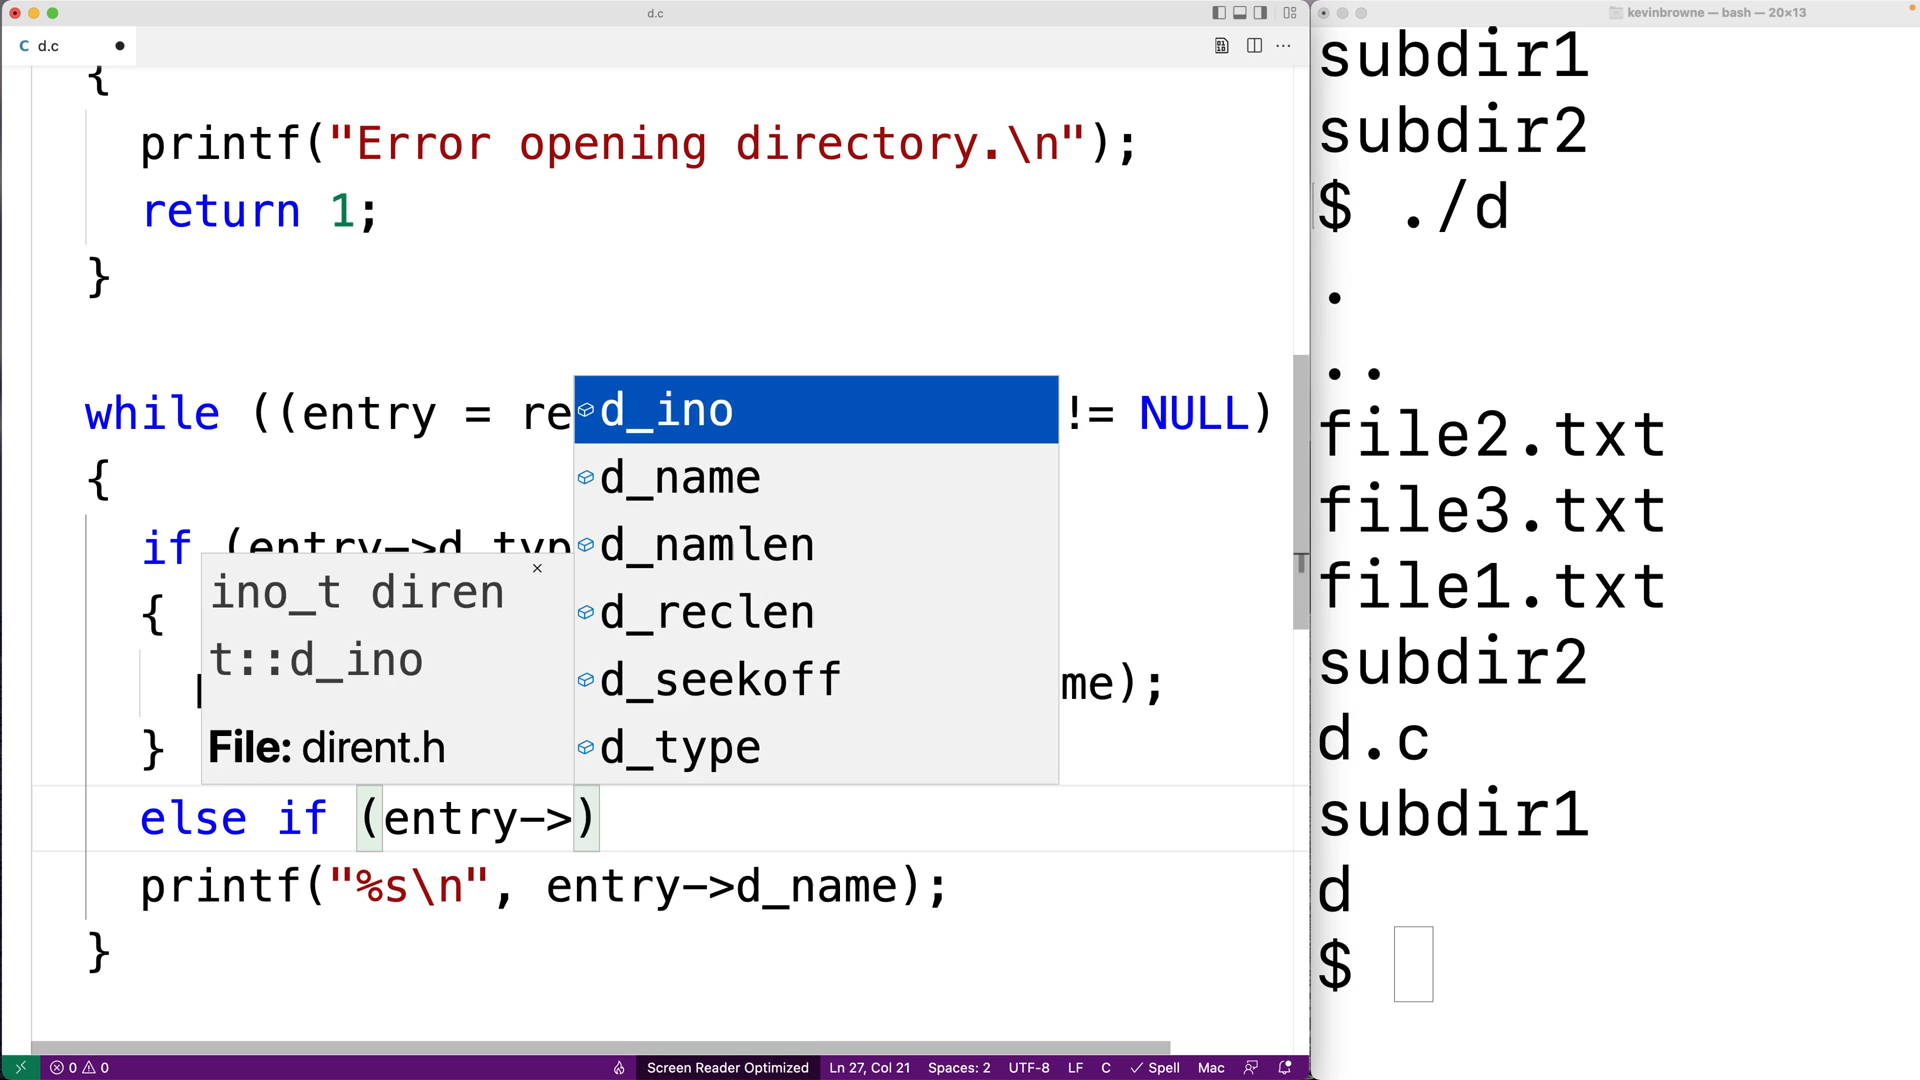 d.c
kevinbrowne — bash — 20×13
C d.c
{
printf("Error opening directory.\n");
return 1;
}
while ((entry = re
!= NULL)
{
if (entry->d_typ
{
me);
}
else if (entry->)
printf("%s\n", entry->d_name);
}
d_ino
d_name
d_namlen
d_reclen
d_seekoff
d_type
ino_t diren
t::d_ino
File: dirent.h
0 0
Screen Reader Optimized
Ln 27, Col 21
Spaces: 2
UTF-8
LF
C
Spell
Mac
subdir1
subdir2
$ ./d
.
..
file2.txt
file3.txt
file1.txt
subdir2
d.c
subdir1
d
$